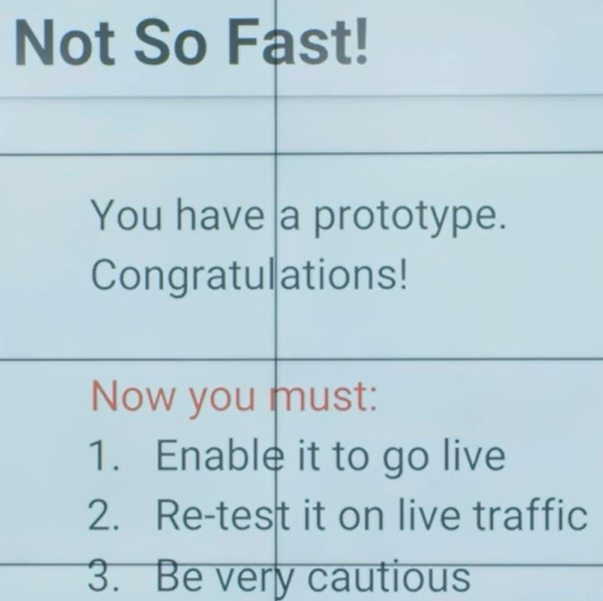 Not So Fast!
You have a prototype.
Congratulations!
Now you must:
1. Enable it to go live
2. Re-test it on live traffic
3. Be very cautious